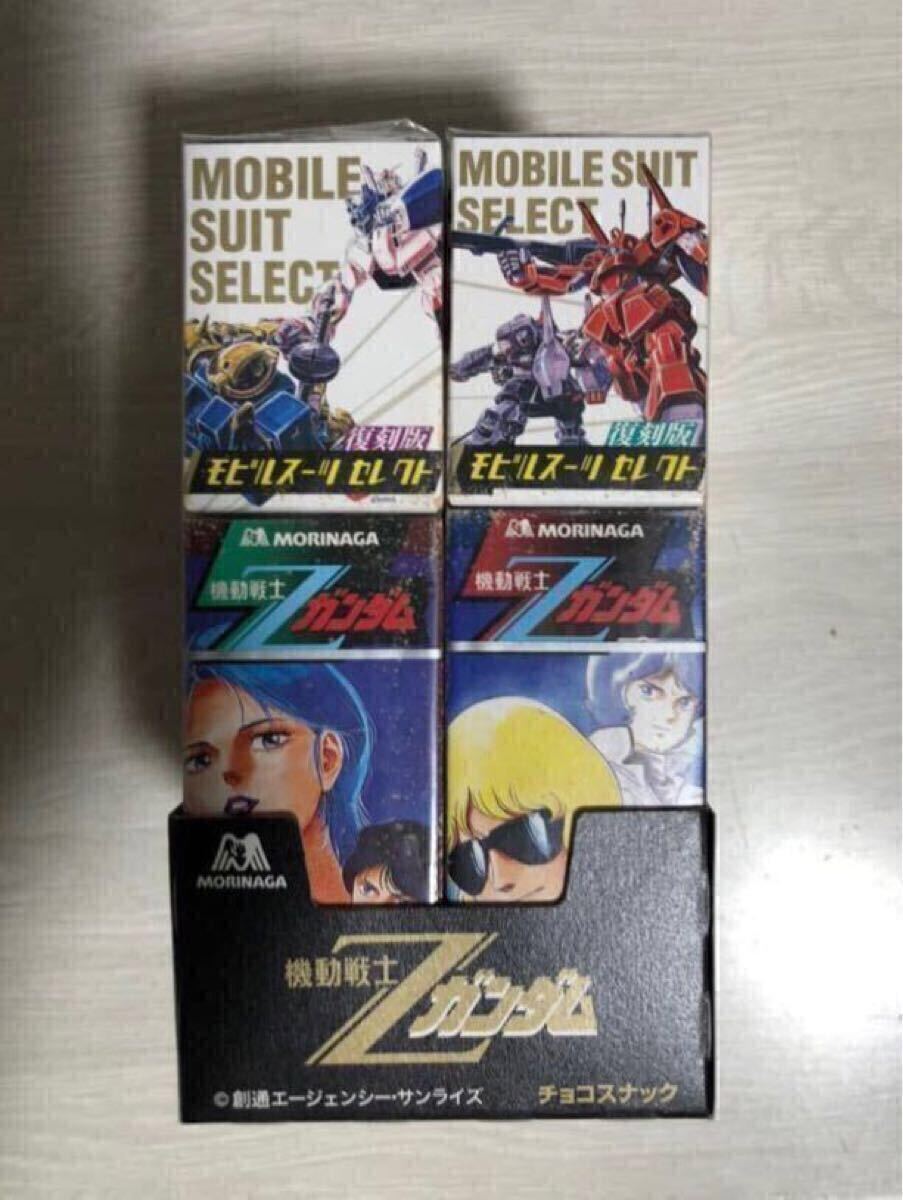 MOBILE
SUIT
SELECT
復刻版
モビルスーツ セレクト
MOBILE SUIT
SELECT
復刻版
モビルスーツ セレクト
MORINAGA
機動戦士
Z
ガンダム
MORINAGA
機動戦士
Z
ガンダム
MORINAGA
機動戦士
Z
ガンダム
©創通エージェンシー・サンライズ
チョコスナック